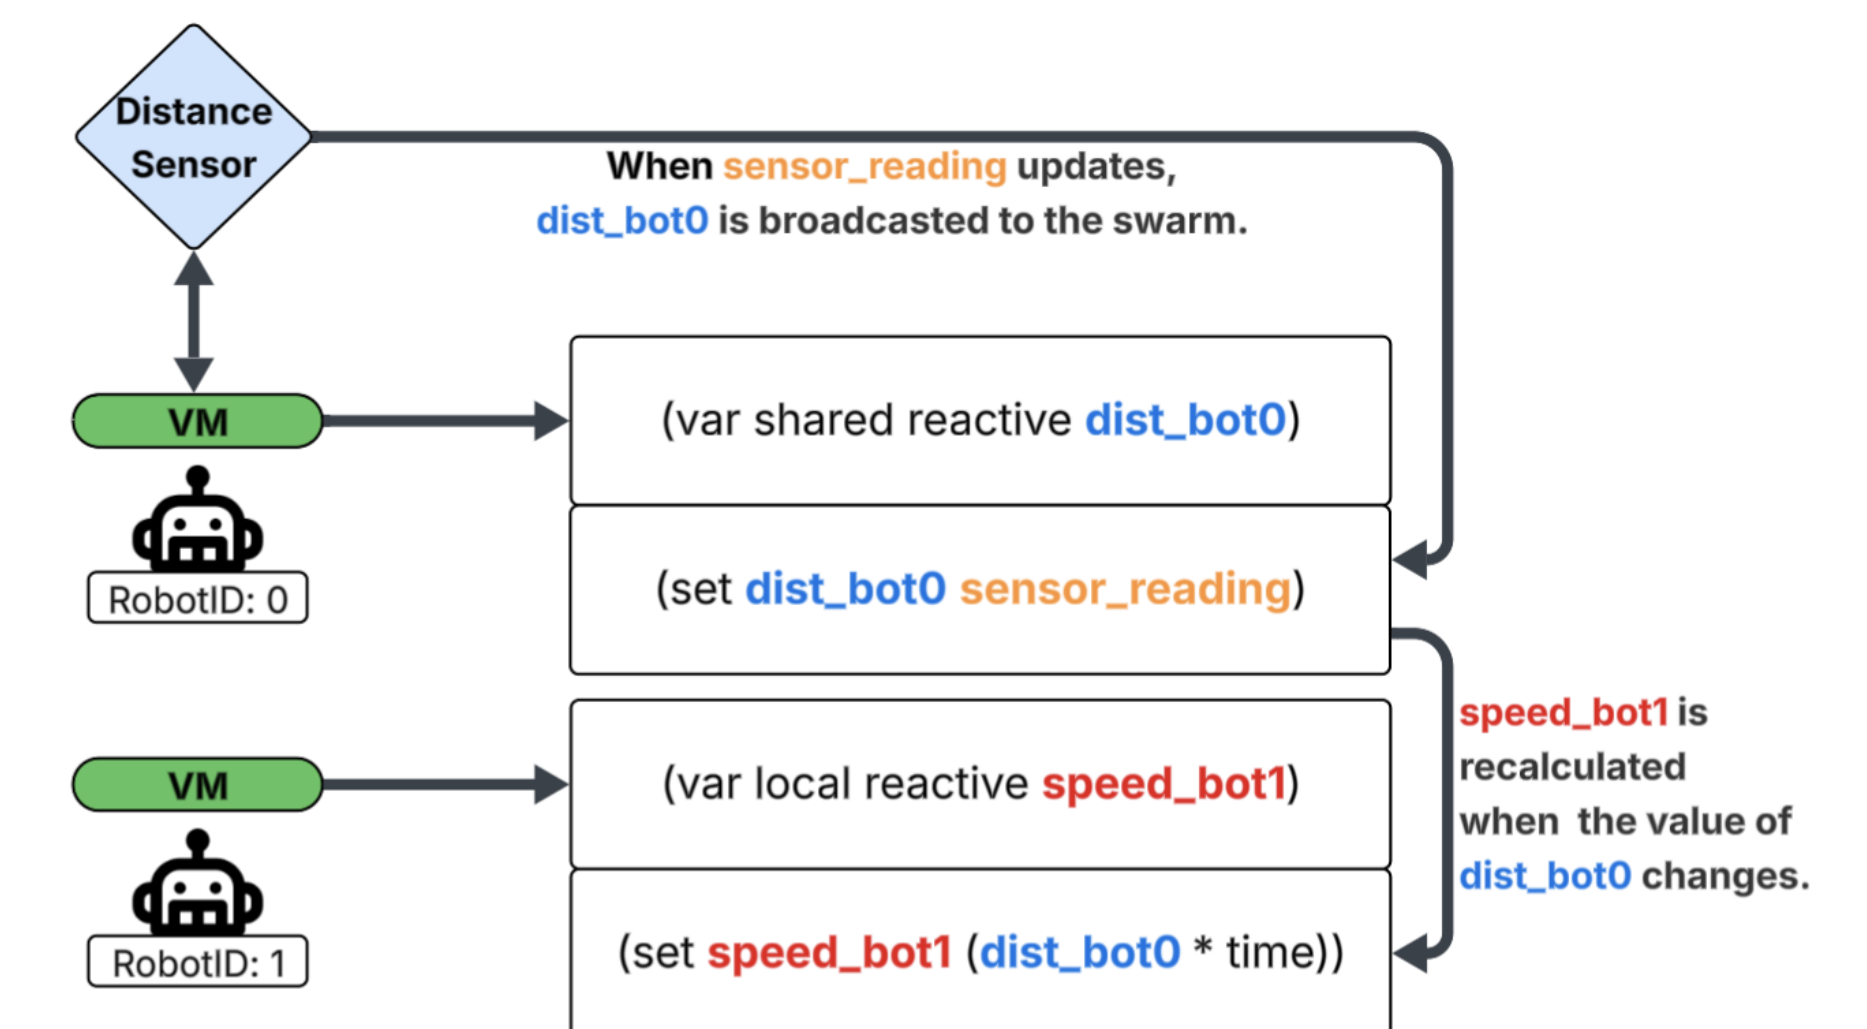 Distance
Sensor
When sensor_reading updates,
dist_bot0 is broadcasted to the swarm.
VM
(var shared reactive dist_bot0)
RobotID: 0
(set dist_bot0 sensor_reading)
speed_bot1 is
recalculated
when the value of
dist_bot0 changes.
VM
(var local reactive speed_bot1)
RobotID: 1
(set speed_bot1 (dist_bot0 * time))